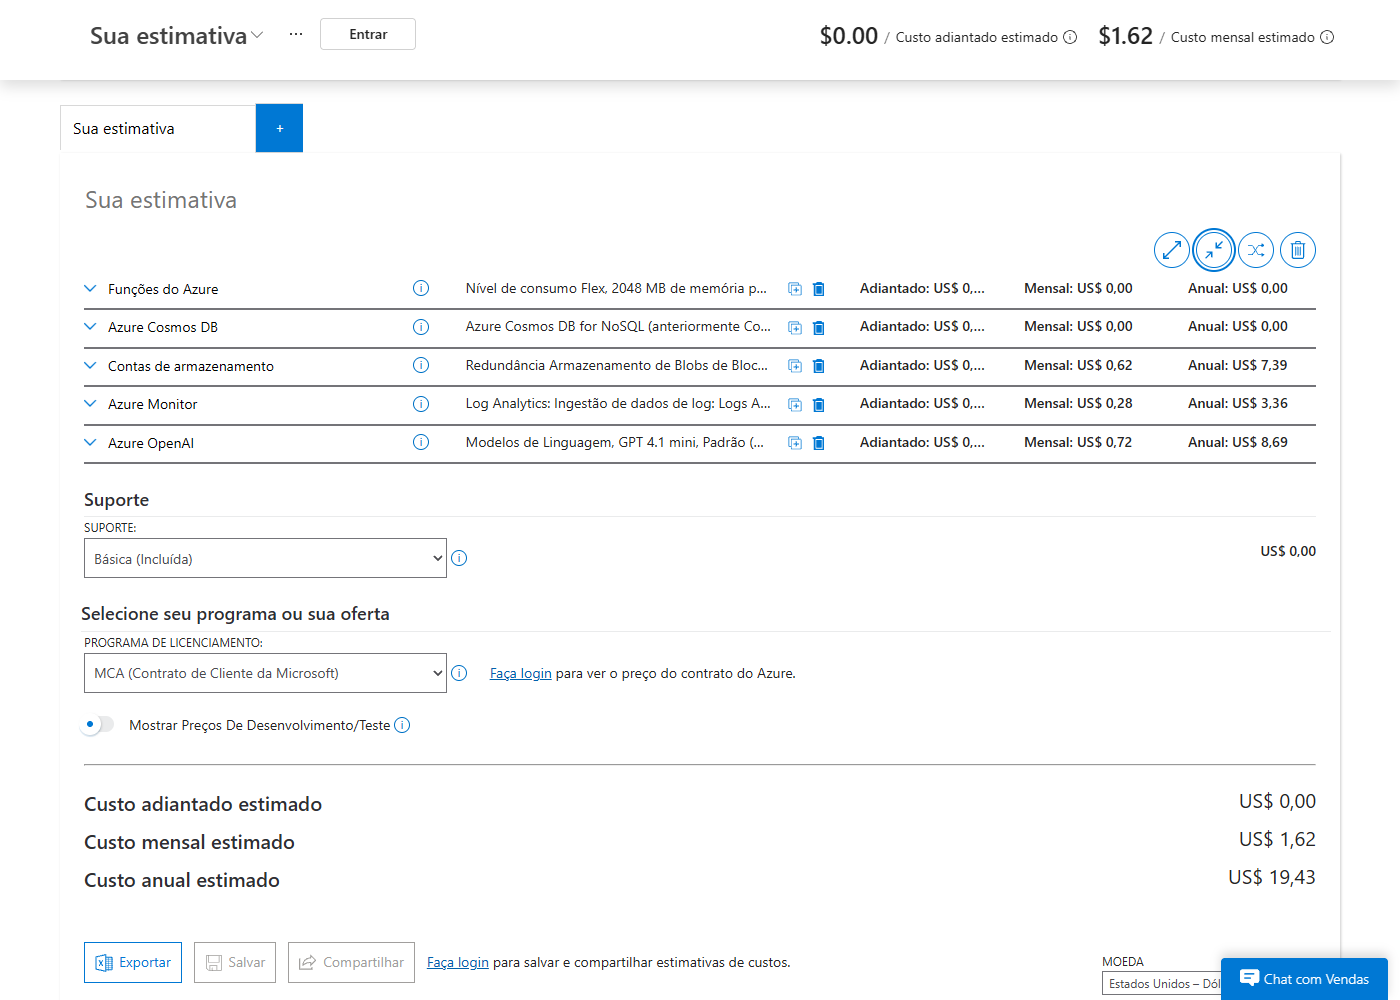 Sua estimativa
...
Entrar
$0.00 / Custo adiantado estimado
$1.62 / Custo mensal estimado
Sua estimativa
+
Sua estimativa
Funções do Azure Nível de consumo Flex, 2048 MB de memória p... Adiantado: US$ 0,... Mensal: US$ 0,00 Anual: US$ 0,00
Azure Cosmos DB Azure Cosmos DB for NoSQL (anteriormente Co... Adiantado: US$ 0,... Mensal: US$ 0,00 Anual: US$ 0,00
Contas de armazenamento Redundância Armazenamento de Blobs de Bloc... Adiantado: US$ 0,... Mensal: US$ 0,62 Anual: US$ 7,39
Azure Monitor Log Analytics: Ingestão de dados de log: Logs A... Adiantado: US$ 0,... Mensal: US$ 0,28 Anual: US$ 3,36
Azure OpenAI Modelos de Linguagem, GPT 4.1 mini, Padrão (... Adiantado: US$ 0,... Mensal: US$ 0,72 Anual: US$ 8,69
Suporte
SUPORTE:
Básica (Incluída) US$ 0,00
Selecione seu programa ou sua oferta
PROGRAMA DE LICENCIAMENTO:
MCA (Contrato de Cliente da Microsoft) Faça login para ver o preço do contrato do Azure.
Mostrar Preços De Desenvolvimento/Teste
Custo adiantado estimado US$ 0,00
Custo mensal estimado US$ 1,62
Custo anual estimado US$ 19,43
Exportar Salvar Compartilhar Faça login para salvar e compartilhar estimativas de custos.
MOEDA
Estados Unidos – Dól
Chat com Vendas